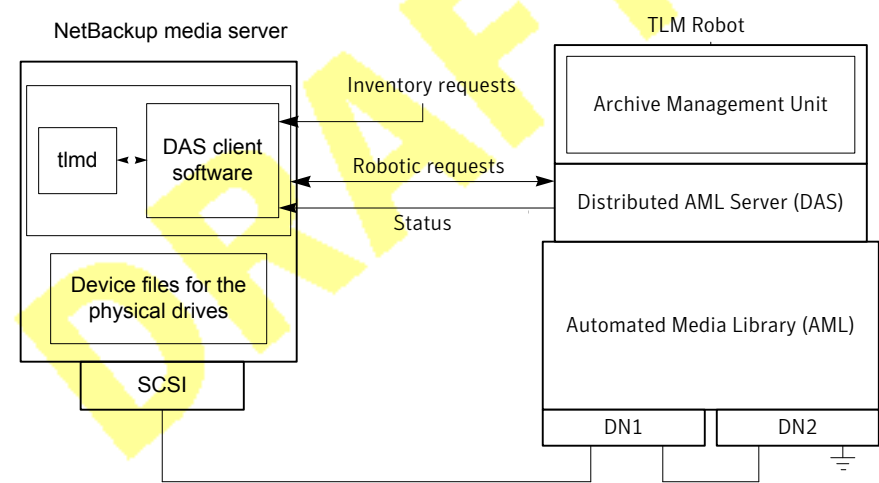 NetBackup media server
TLM Robot
Inventory requests
Archive Management Unit
tlmd
DAS client
software
Robotic requests
Distributed AML Server (DAS)
Status
Device files for the
physical drives
Automated Media Library (AML)
SCSI
DN1
DN2
DRAFT